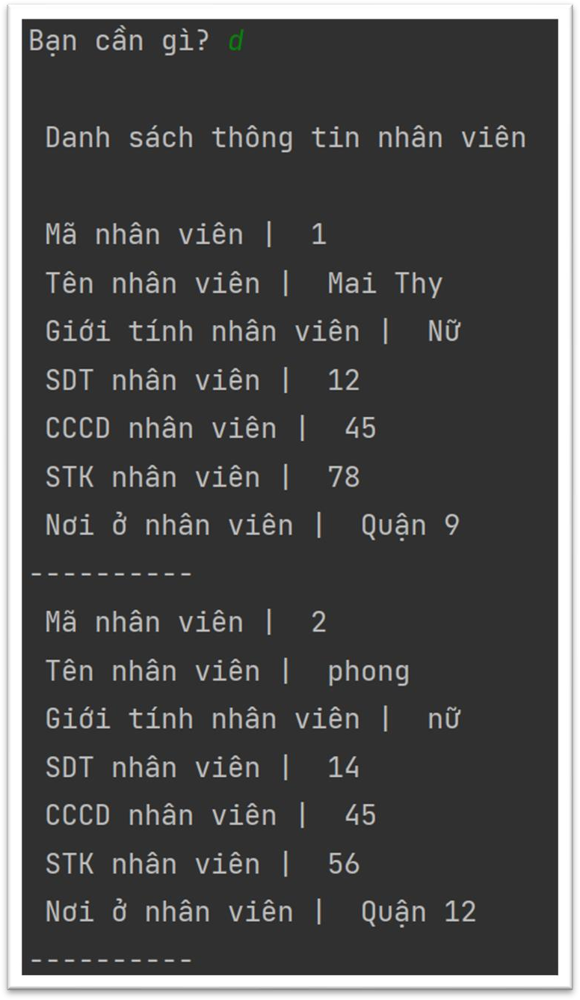 Bạn cần gì? d
Danh sách thông tin nhân viên
Mã nhân viên |  1
Tên nhân viên |  Mai Thy
Giới tính nhân viên |  Nữ
SDT nhân viên |  12
CCCD nhân viên |  45
STK nhân viên |  78
Nơi ở nhân viên |  Quận 9
----------
Mã nhân viên |  2
Tên nhân viên |  phong
Giới tính nhân viên |  nữ
SDT nhân viên |  14
CCCD nhân viên |  45
STK nhân viên |  56
Nơi ở nhân viên |  Quận 12
----------